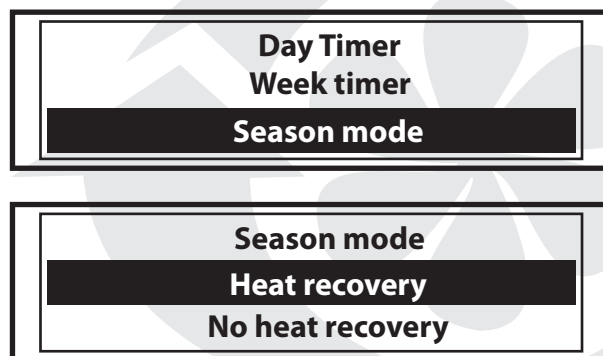 Day Timer
Week timer
Season mode
Season mode
Heat recovery
No heat recovery